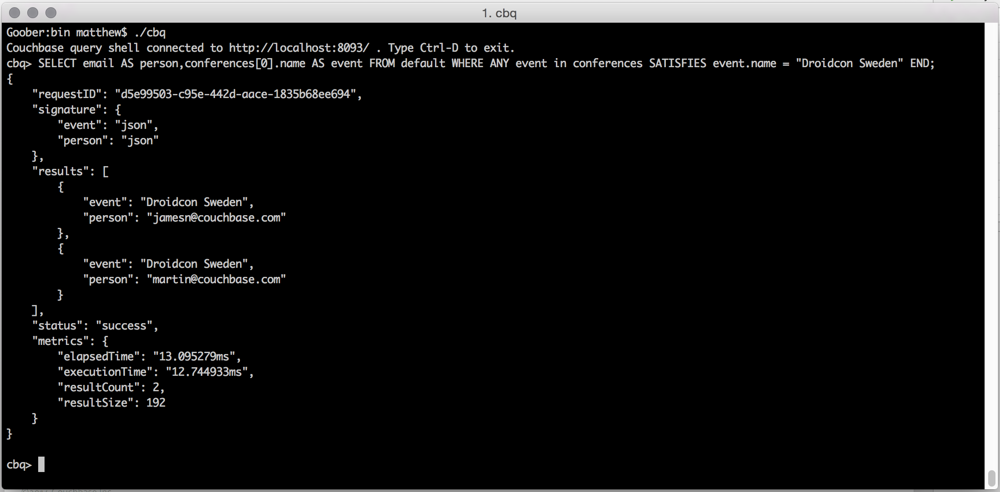 1. cbq
Goober:bin matthew$ ./cbq
Couchbase query shell connected to http://localhost:8093/ . Type Ctrl-D to exit.
cbq> SELECT email AS person,conferences[0].name AS event FROM default WHERE ANY event in conferences SATISFIES event.name = "Droidcon Sweden" END;
{
    "requestID": "d5e99503-c95e-442d-aace-1835b68ee694",
    "signature": {
        "event": "json",
        "person": "json"
    },
    "results": [
        {
            "event": "Droidcon Sweden",
            "person": "jamesn@couchbase.com"
        },
        {
            "event": "Droidcon Sweden",
            "person": "martin@couchbase.com"
        }
    ],
    "status": "success",
    "metrics": {
        "elapsedTime": "13.095279ms",
        "executionTime": "12.744933ms",
        "resultCount": 2,
        "resultSize": 192
    }
}
cbq>